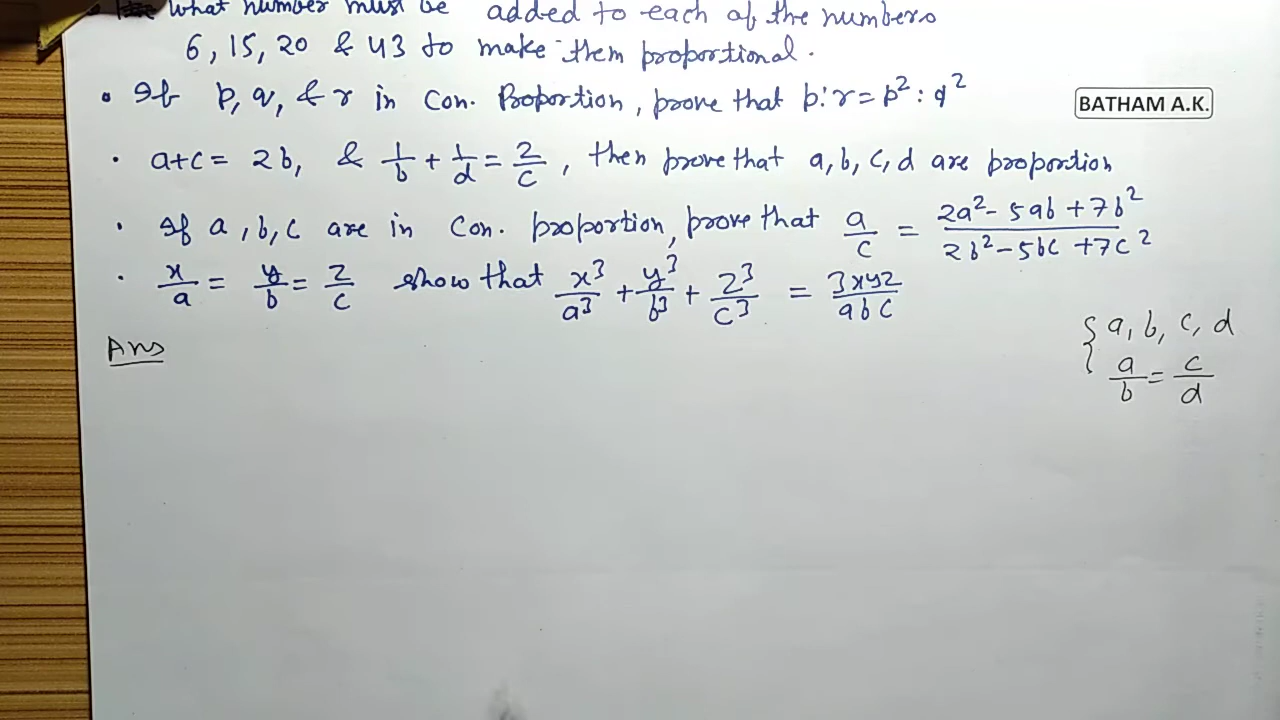 What number must be added to each of the numbers
6, 15, 20 & 43 to make them proportional.
• If p, q, & r in Con. Proportion, prove that p:r = p² : q²
BATHAM A.K.
• a+c = 2b, & 1/b + 1/d = 2/c, then prove that a, b, c, d are proportion
• If a, b, c are in Con. proportion, prove that a/c = 2a² - 5ab + 7b² / 2b² - 5bc + 7c²
• x/a = y/b = z/c show that x³/a³ + y³/b³ + z³/c³ = 3xyz/abc
Ans
{ a, b, c, d
a/b = c/d